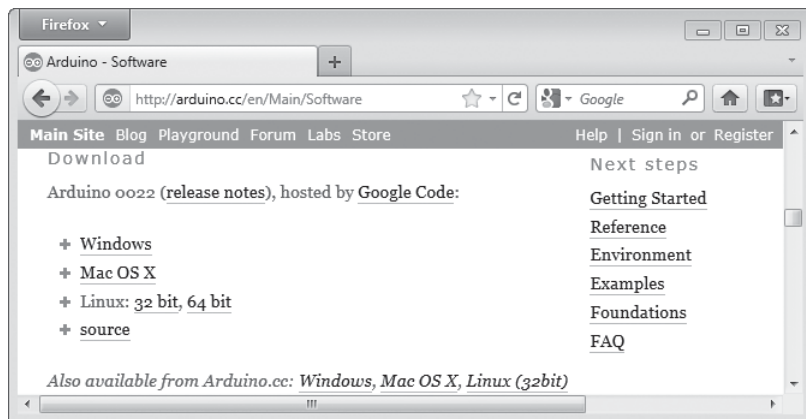 Firefox
Arduino - Software
http://arduino.cc/en/Main/Software
Google
Main Site Blog Playground Forum Labs Store
Help | Sign in or Register
Download
Arduino 0022 (release notes), hosted by Google Code:
Windows
Mac OS X
Linux: 32 bit, 64 bit
source
Also available from Arduino.cc: Windows, Mac OS X, Linux (32bit)
Next steps
Getting Started
Reference
Environment
Examples
Foundations
FAQ